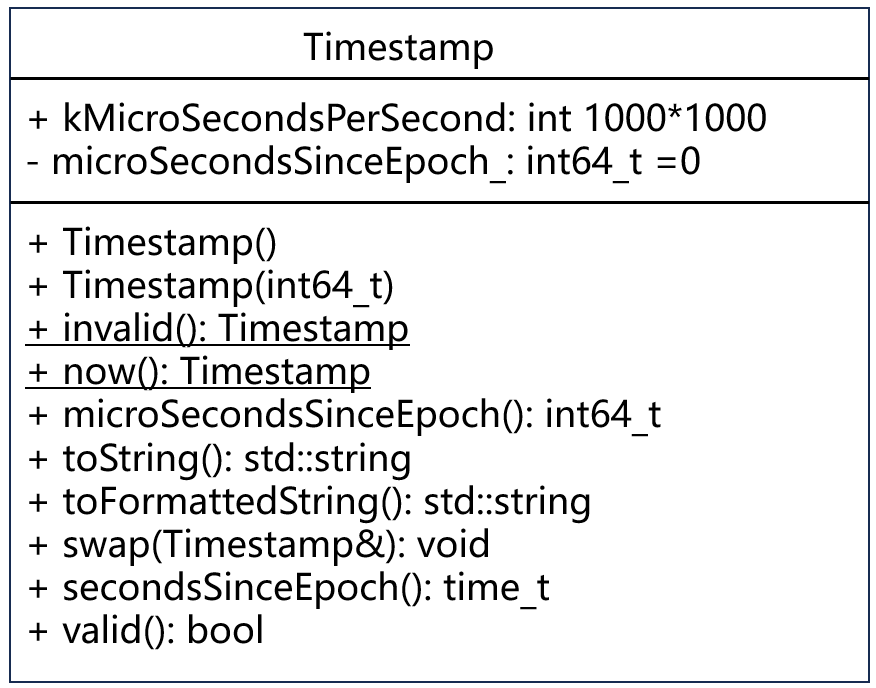 Timestamp
+ kMicroSecondsPerSecond: int 1000*1000
- microSecondsSinceEpoch_: int64_t =0
+ Timestamp()
+ Timestamp(int64_t)
+ invalid(): Timestamp
+ now(): Timestamp
+ microSecondsSinceEpoch(): int64_t
+ toString(): std::string
+ toFormattedString(): std::string
+ swap(Timestamp&): void
+ secondsSinceEpoch(): time_t
+ valid(): bool